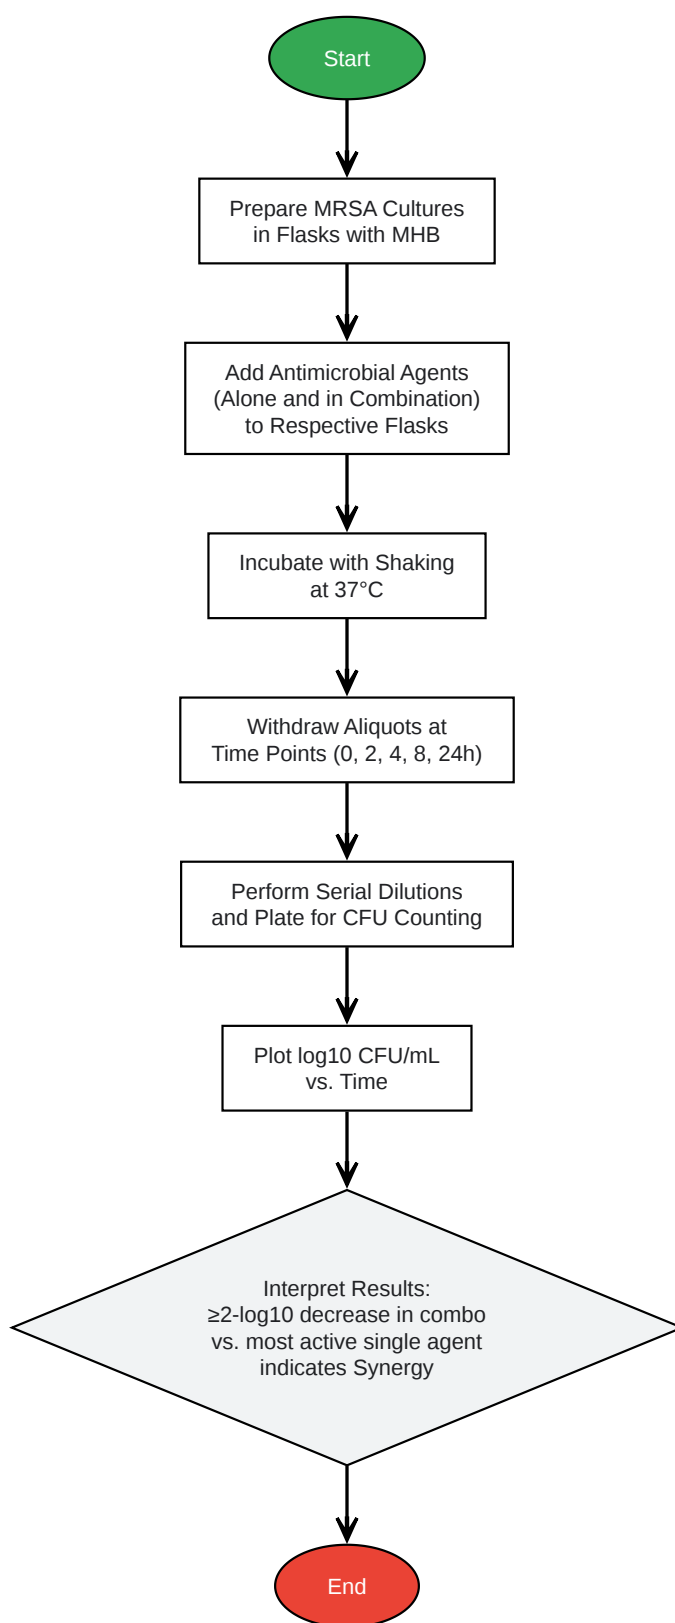 Start
Prepare MRSA Cultures
in Flasks with MHB
Add Antimicrobial Agents
(Alone and in Combination)
to Respective Flasks
Incubate with Shaking
at 37°C
Withdraw Aliquots at
Time Points (0, 2, 4, 8, 24h)
Perform Serial Dilutions
and Plate for CFU Counting
Plot log10 CFU/mL
vs. Time
Interpret Results:
≥2-log10 decrease in combo
vs. most active single agent
indicates Synergy
End